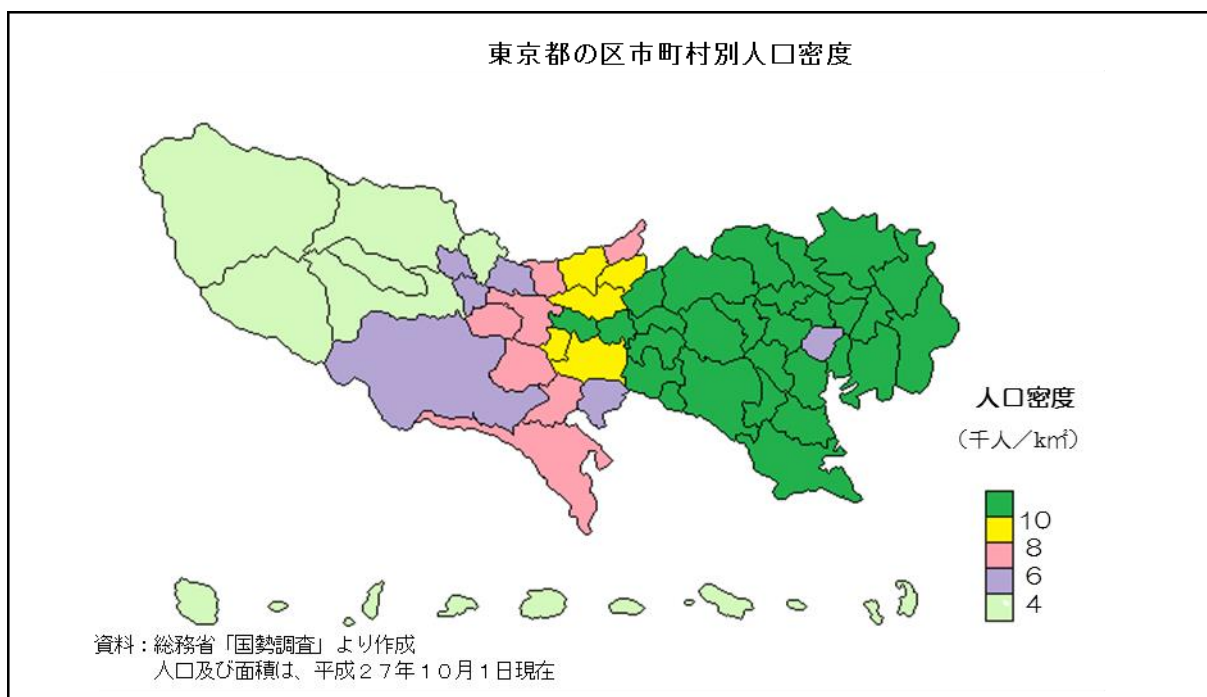 東京都の区市町村別人口密度
人口密度
（千人／k㎡）
10
8
6
4
資料：総務省「国勢調査」より作成
人口及び面積は、平成２７年１０月１日現在